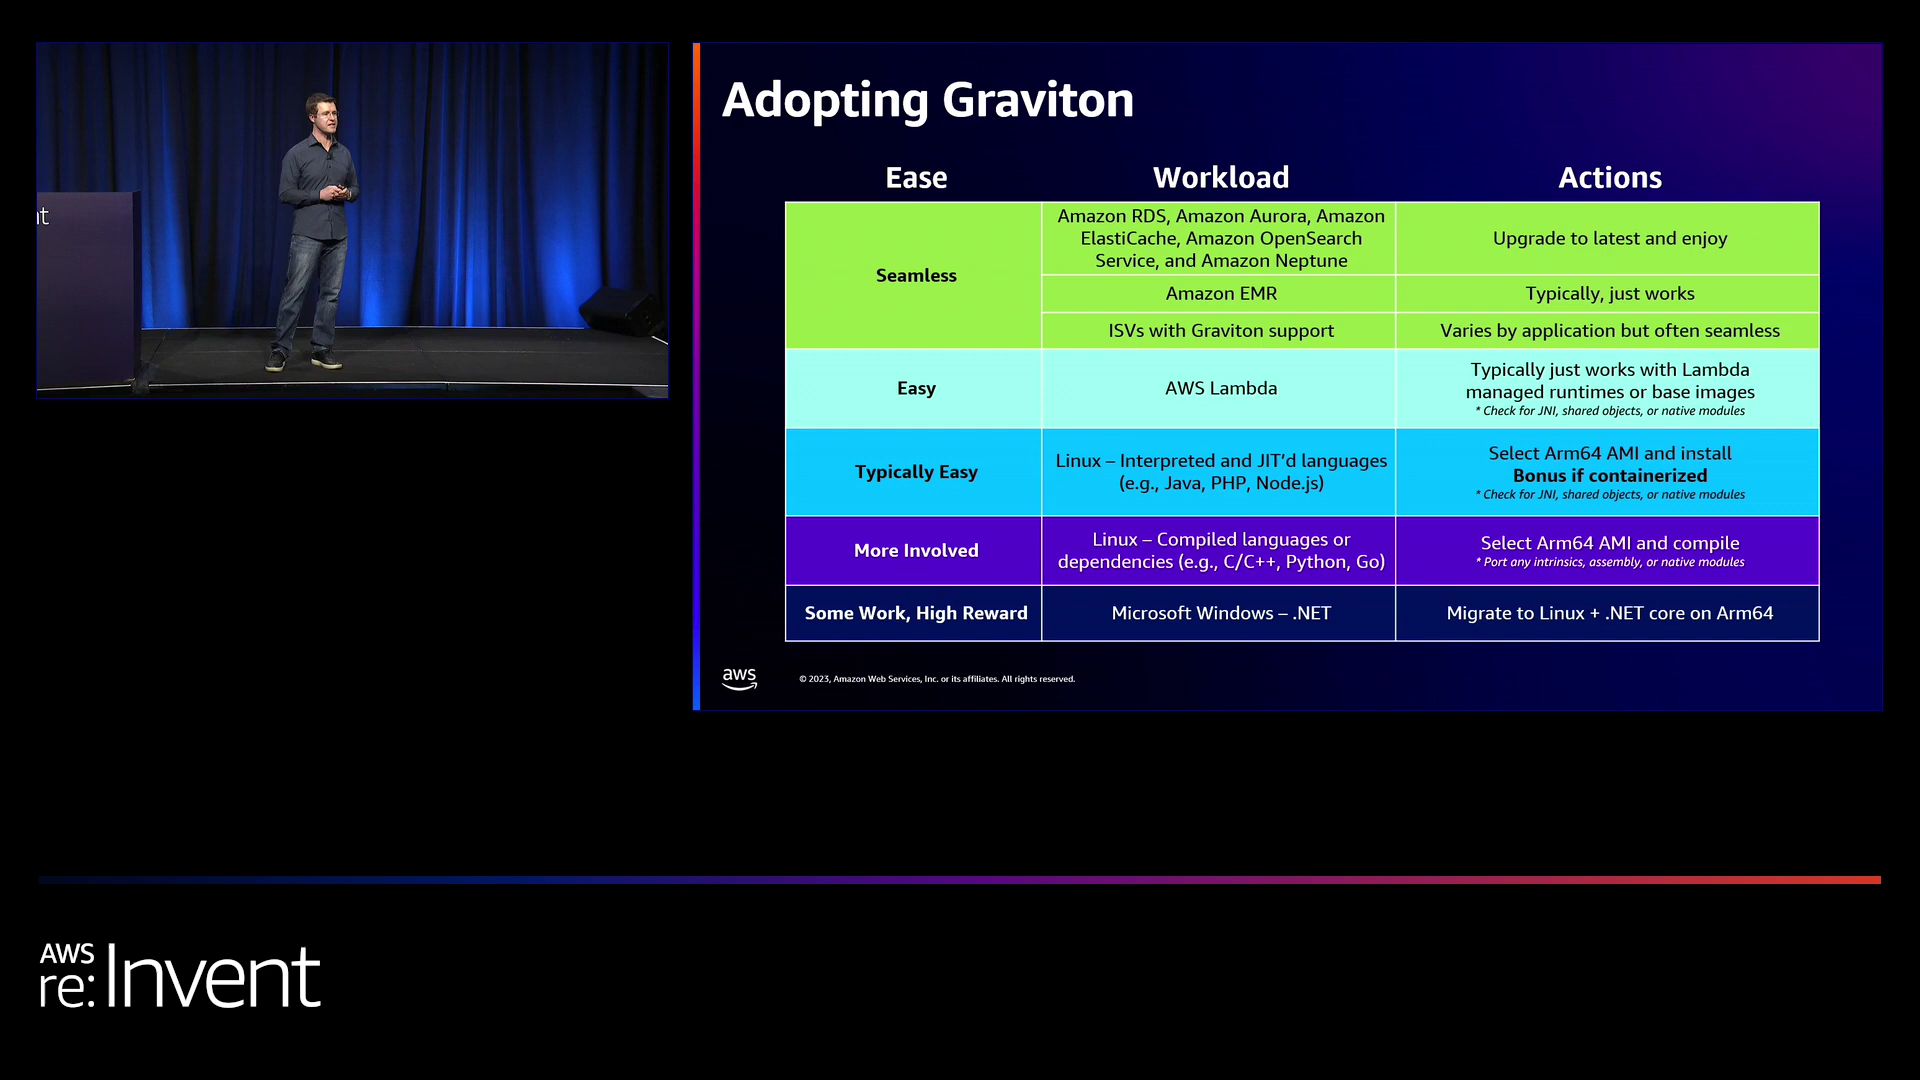 nt
Adopting Graviton
Ease
Workload
Actions
Seamless
Amazon RDS, Amazon Aurora, Amazon
ElastiCache, Amazon OpenSearch
Service, and Amazon Neptune
Upgrade to latest and enjoy
Amazon EMR
Typically, just works
ISVs with Graviton support
Varies by application but often seamless
Easy
AWS Lambda
Typically just works with Lambda
managed runtimes or base images
* Check for JNI, shared objects, or native modules
Typically Easy
Linux – Interpreted and JIT’d languages
(e.g., Java, PHP, Node.js)
Select Arm64 AMI and install
Bonus if containerized
* Check for JNI, shared objects, or native modules
More Involved
Linux – Compiled languages or
dependencies (e.g., C/C++, Python, Go)
Select Arm64 AMI and compile
* Port any intrinsics, assembly, or native modules
Some Work, High Reward
Microsoft Windows – .NET
Migrate to Linux + .NET core on Arm64
aws
© 2023, Amazon Web Services, Inc. or its affiliates. All rights reserved.
AWS
re:Invent